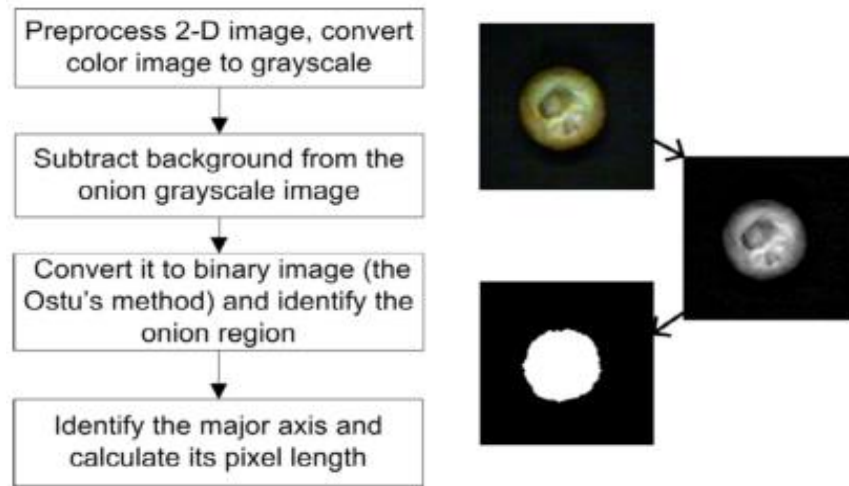 Preprocess 2-D image, convert
color image to grayscale
Subtract background from the
onion grayscale image
Convert it to binary image (the
Ostu's method) and identify the
onion region
Identify the major axis and
calculate its pixel length